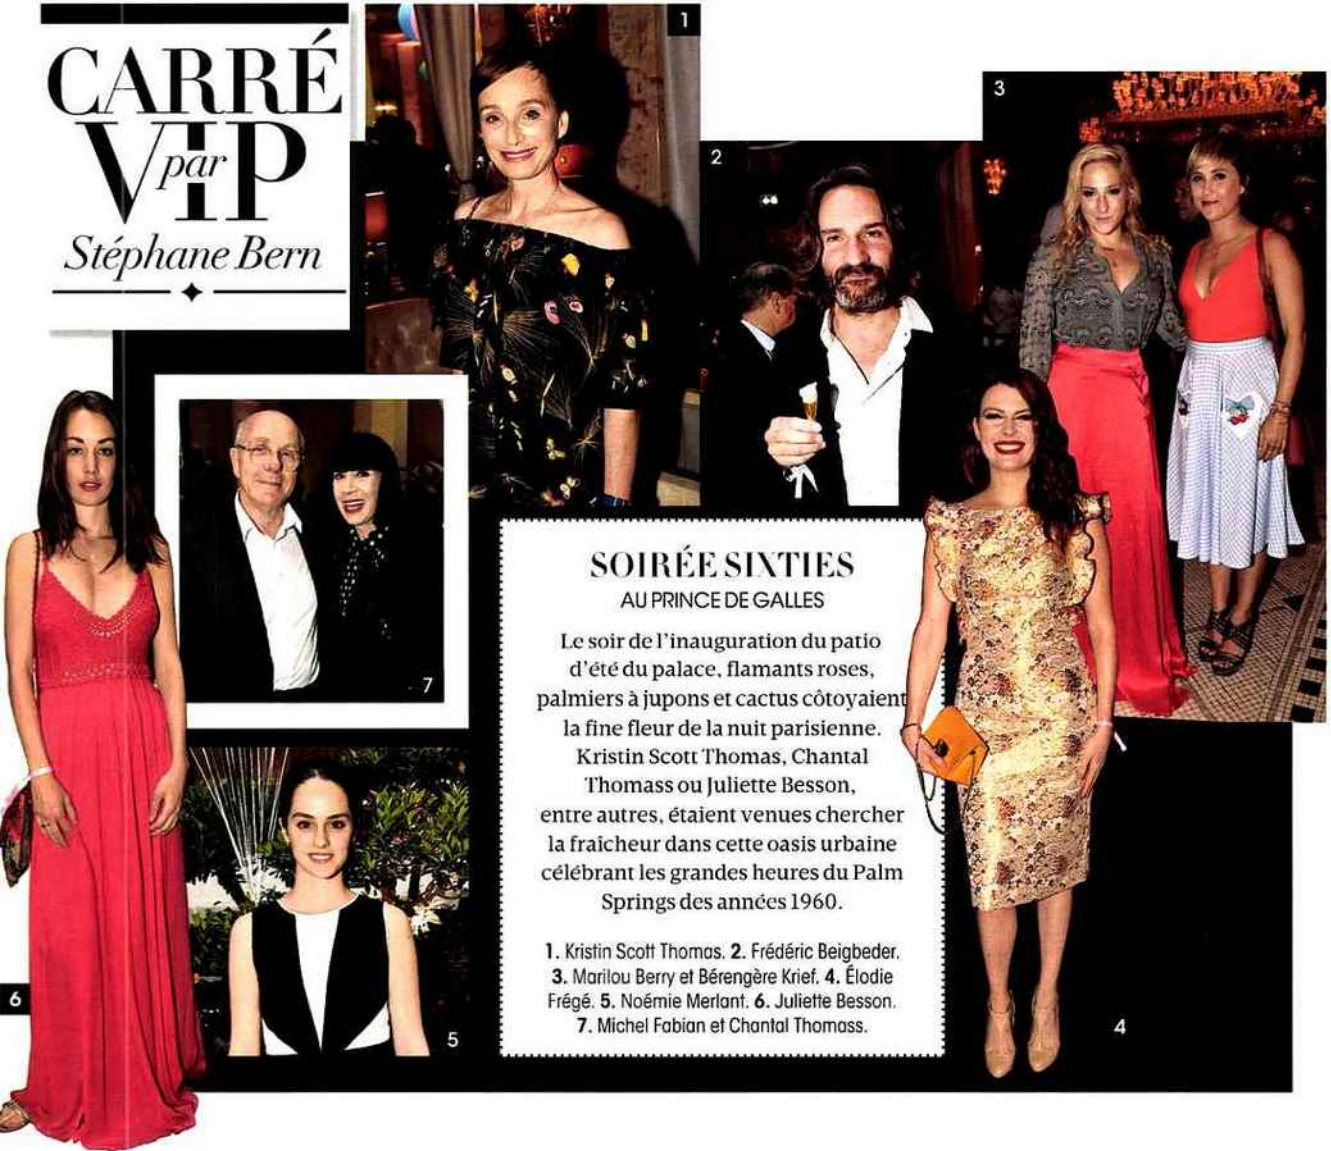 CARRÉ
VIP
par
Stéphane Bern
1
2
3
SOIRÉE SIXTIES
AU PRINCE DE GALLES
Le soir de l'inauguration du patio
d'été du palace, flamants roses,
palmiers à jupons et cactus côtoyaient
la fine fleur de la nuit parisienne.
Kristin Scott Thomas, Chantal
Thomass ou Juliette Besson,
entre autres, étaient venues chercher
la fraîcheur dans cette oasis urbaine
célébrant les grandes heures du Palm
Springs des années 1960.
1. Kristin Scott Thomas. 2. Frédéric Beigbeder.
3. Marilou Berry et Bérengère Krief. 4. Élodie
Frégé. 5. Noémie Merlant. 6. Juliette Besson.
7. Michel Fabian et Chantal Thomass.
7
6
5
4